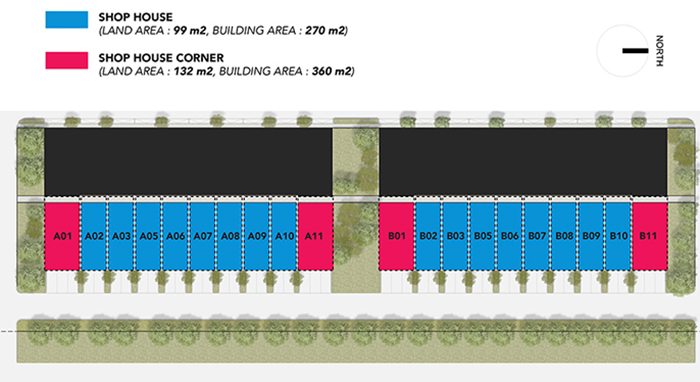 SHOP HOUSE
(LAND AREA : 99 m2, BUILDING AREA : 270 m2)
SHOP HOUSE CORNER
(LAND AREA : 132 m2, BUILDING AREA : 360 m2)
NORTH
A01 A02 A03 A05 A06 A07 A08 A09 A10 A11 B01 B02 B03 B05 B06 B07 B08 B09 B10 B11